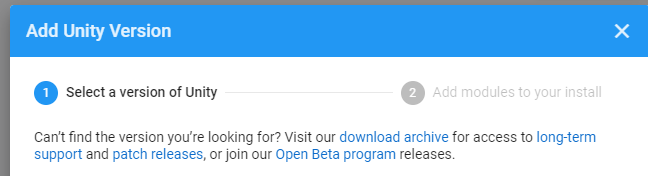 Add Unity Version
1 Select a version of Unity 2 Add modules to your install
Can't find the version you're looking for? Visit our download archive for access to long-term
support and patch releases, or join our Open Beta program releases.